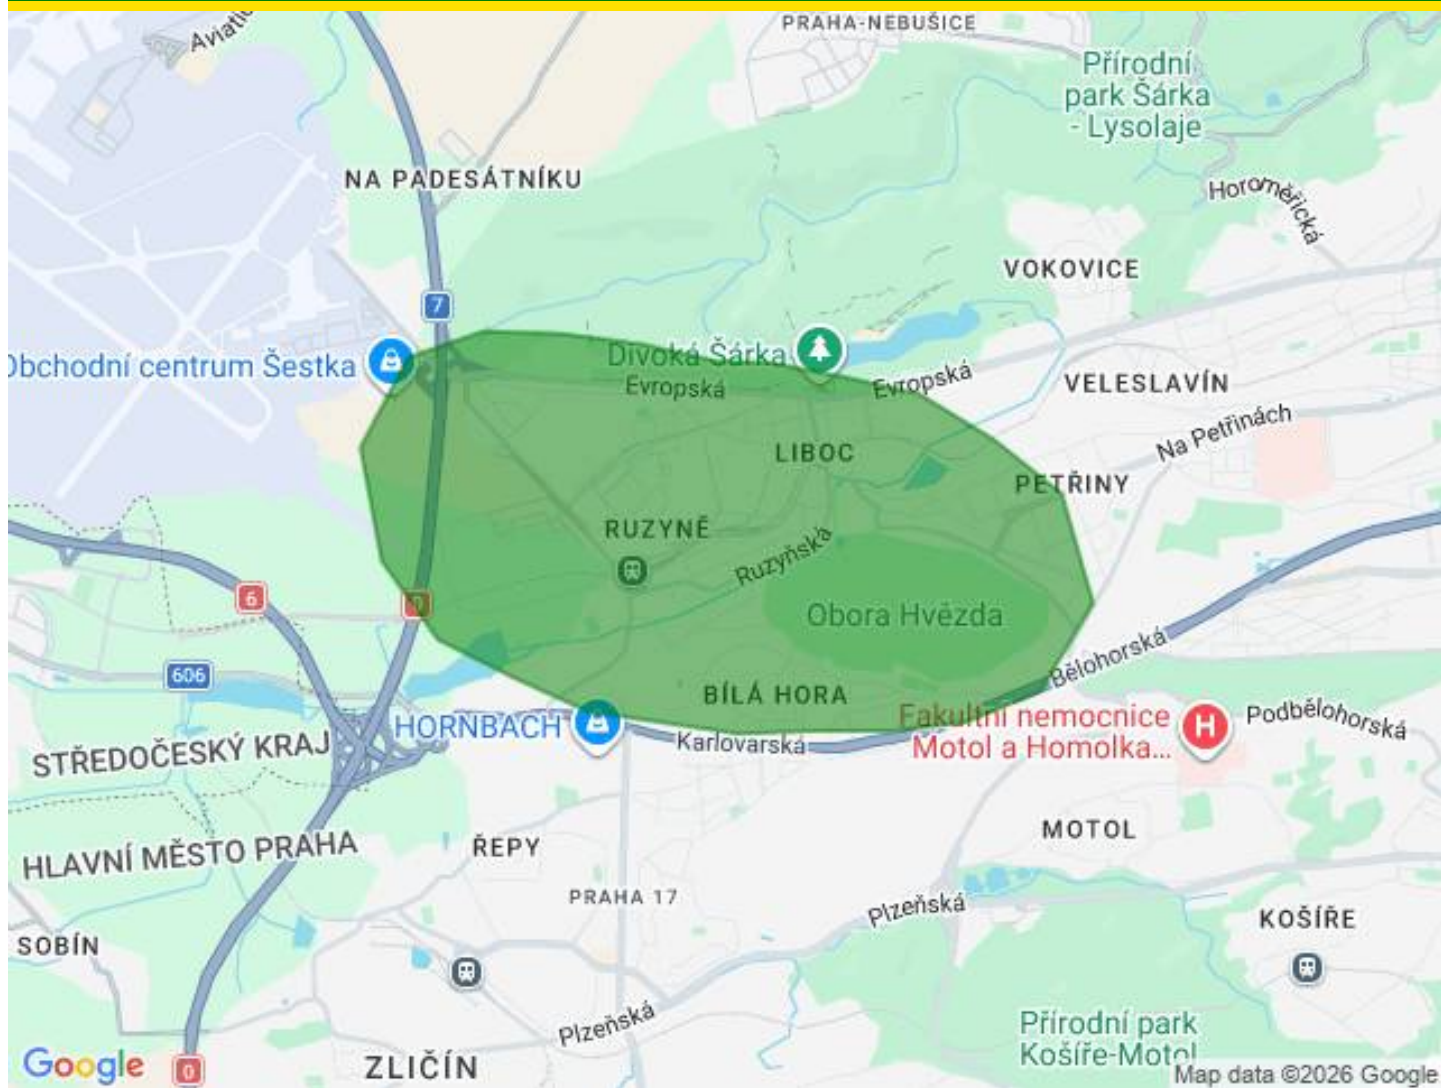 Aviatic
PRAHA-NEBUŠICE
Přírodní
park Šárka
- Lysolaje
NA PADESÁTNÍKU
Horoměřická
VOKOVICE
7
Obchodní centrum Šestka
Divoká Šárka
Evropská
Evropská
VELESLAVÍN
Na Petřinách
LIBOC
PETŘINY
RUZYNĚ
Ruzyňská
6
0
Obora Hvězda
606
Bělohorská
BÍLÁ HORA
HORNBACH
Karlovarská
Fakultní nemocnice
Motol a Homolka...
H
Podbělohorská
STŘEDOČESKÝ KRAJ
HLAVNÍ MĚSTO PRAHA
ŘEPY
MOTOL
PRAHA 17
Plzeňská
KOŠÍŘE
SOBÍN
Plzeňská
Přírodní park
Košíře-Motol
Google
0
ZLIČÍN
Map data ©2026 Google